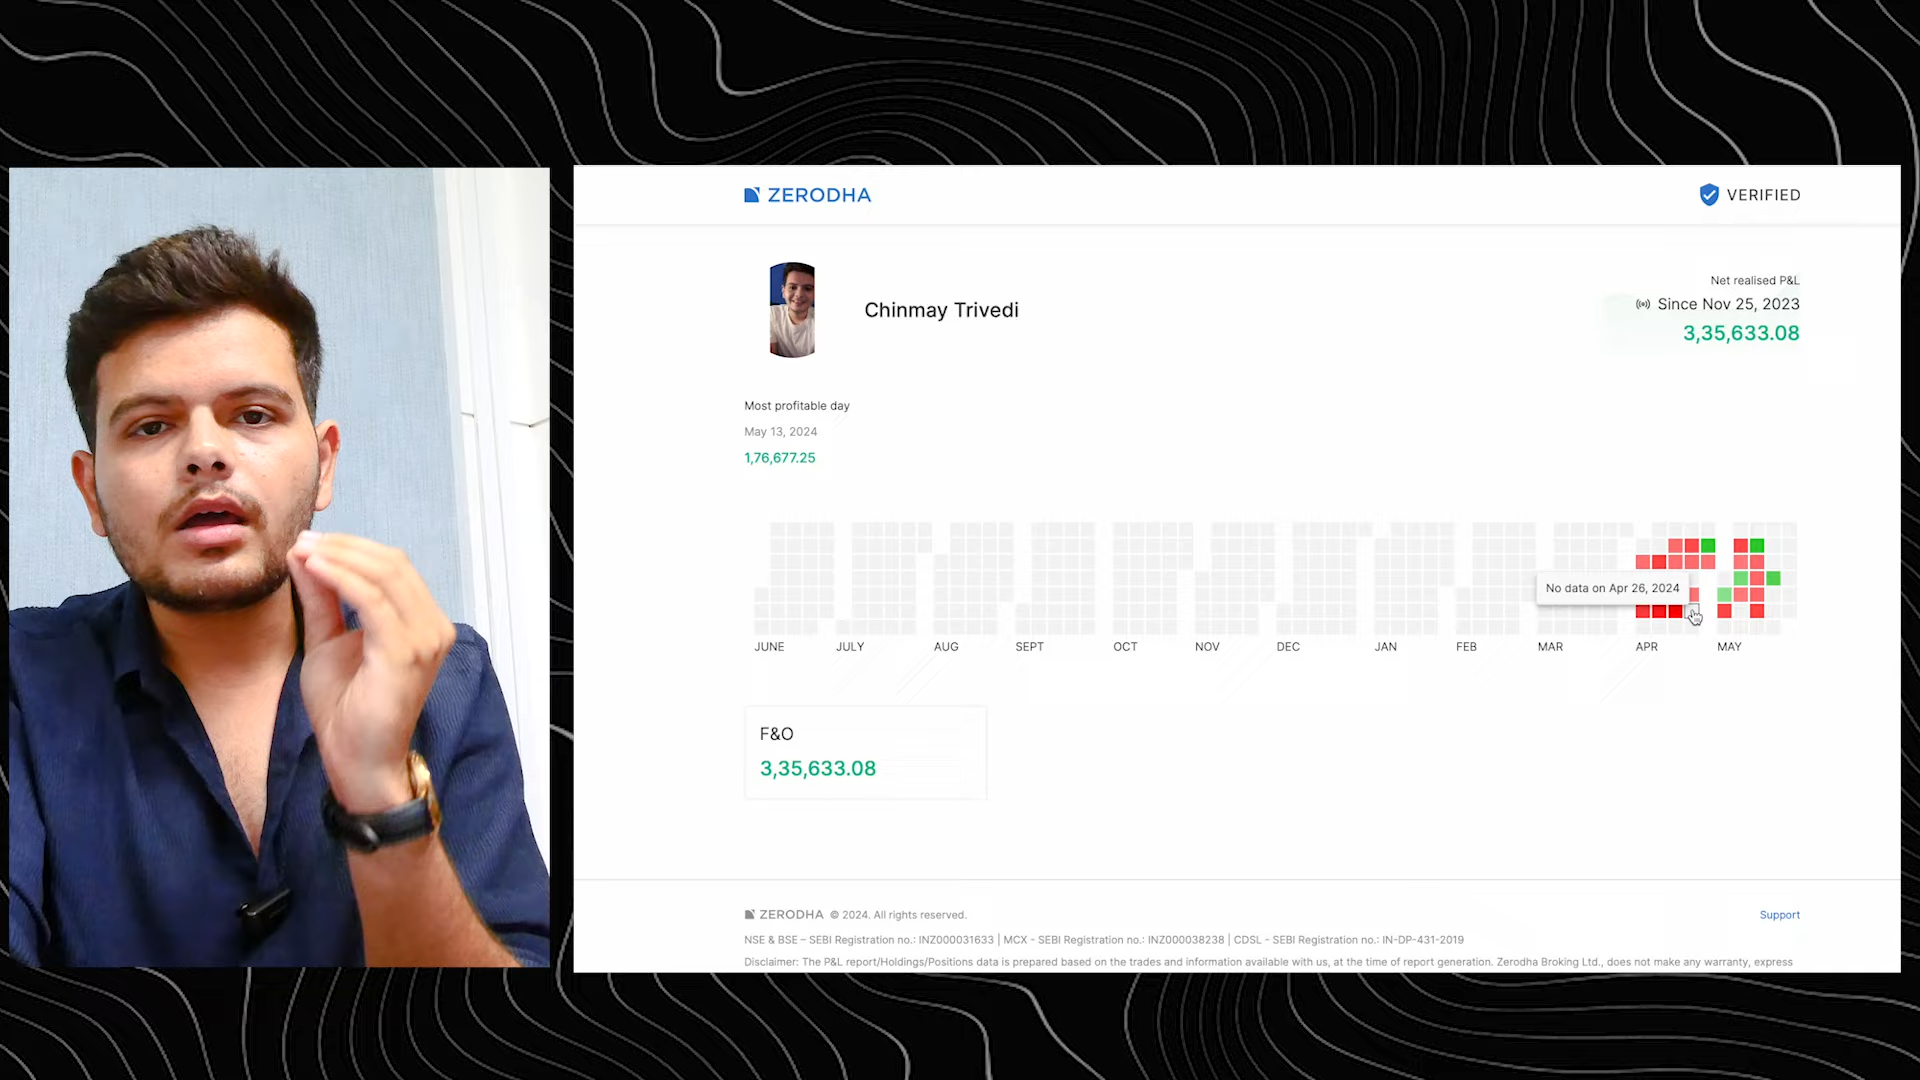 ZERODHA
VERIFIED
Chinmay Trivedi
Net realised P&L
Since Nov 25, 2023
3,35,633.08
Most profitable day
May 13, 2024
1,76,677.25
No data on Apr 26, 2024
JUNE JULY AUG SEPT OCT NOV DEC JAN FEB MAR APR MAY
F&O
3,35,633.08
ZERODHA © 2024. All rights reserved.
Support
NSE & BSE – SEBI Registration no.: INZ000031633 | MCX - SEBI Registration no.: INZ000038238 | CDSL - SEBI Registration no.: IN-DP-431-2019
Disclaimer: The P&L report/Holdings/Positions data is prepared based on the trades and information available with us, at the time of report generation. Zerodha Broking Ltd., does not make any warranty, express